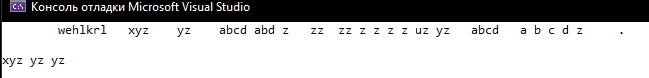 Консоль отладки Microsoft Visual Studio
wehlkrl xyz yz abcd abd z zz zz z z z z uz yz abcd a b c d z .
xyz yz yz